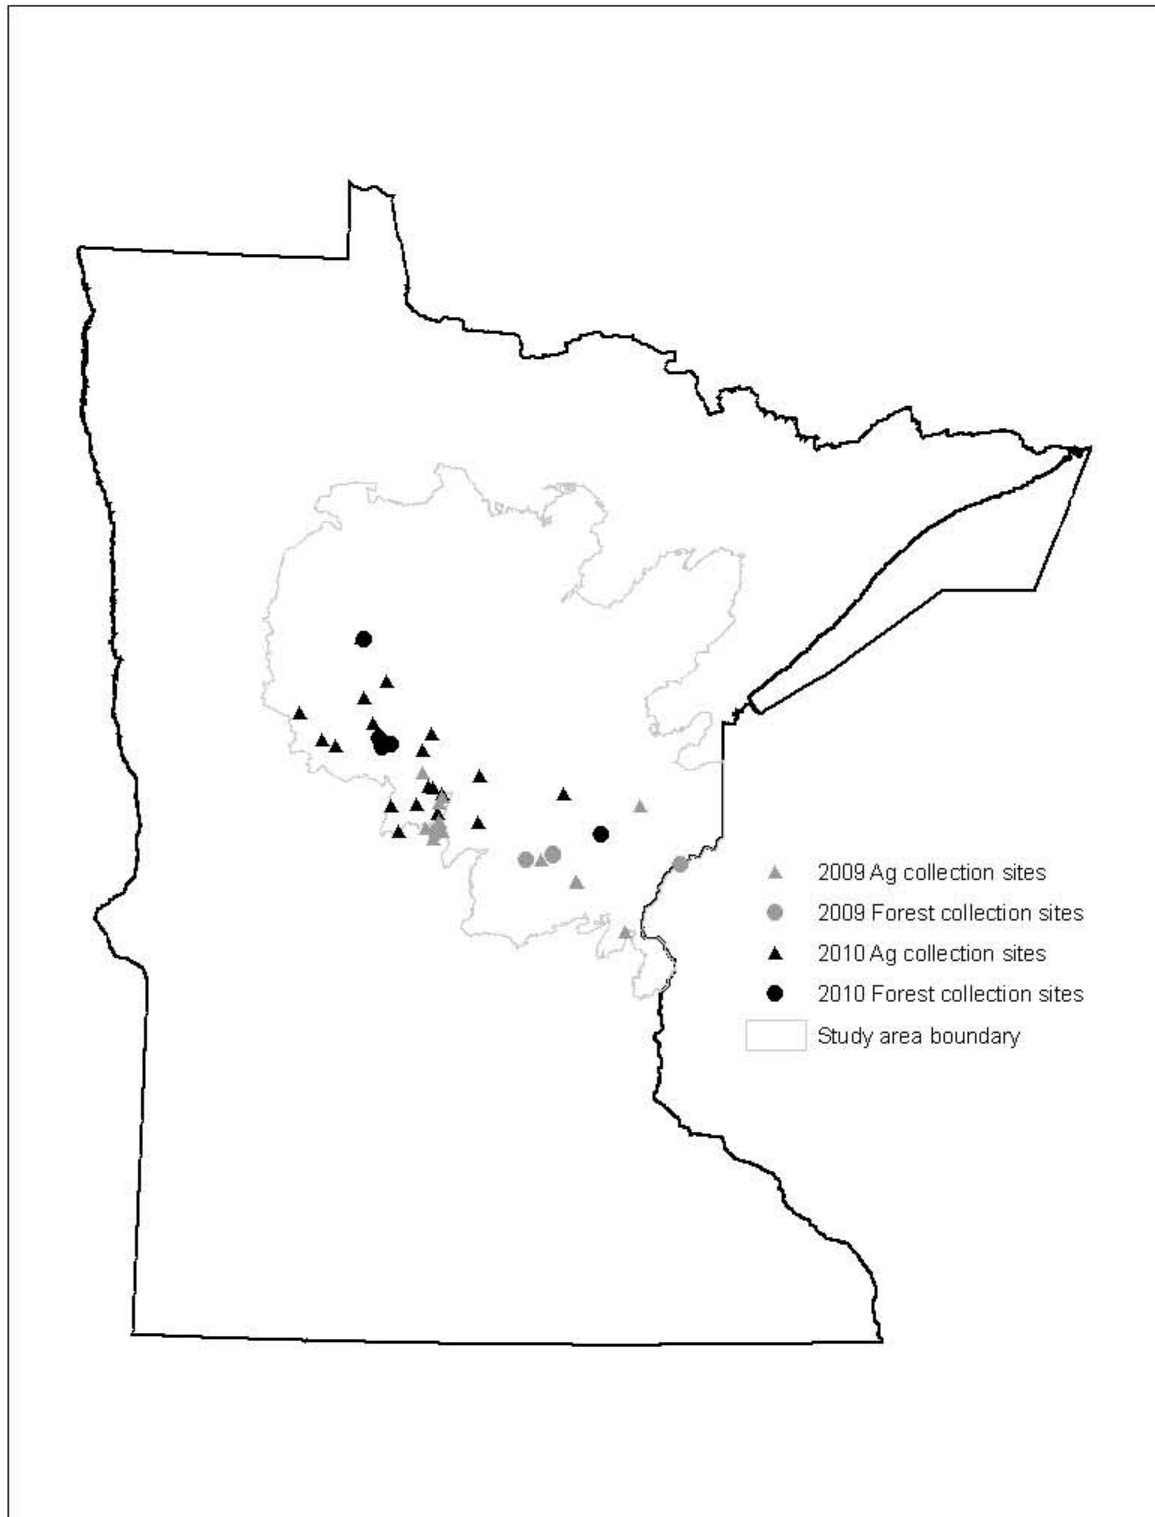 2009 Ag collection sites
2009 Forest collection sites
2010 Ag collection sites
2010 Forest collection sites
Study area boundary